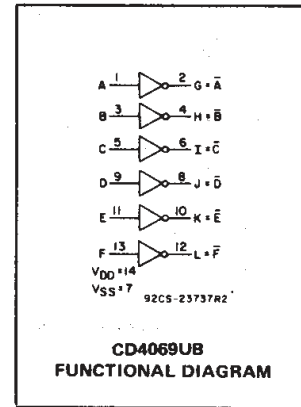 A 1 2 G = A̅
B 3 4 H = B̅
C 5 6 I = C̅
D 9 8 J = D̅
E 11 10 K = E̅
F 13 12 L = F̅
VDD = 14
VSS = 7
92CS-23737R2
CD4069UB
FUNCTIONAL DIAGRAM